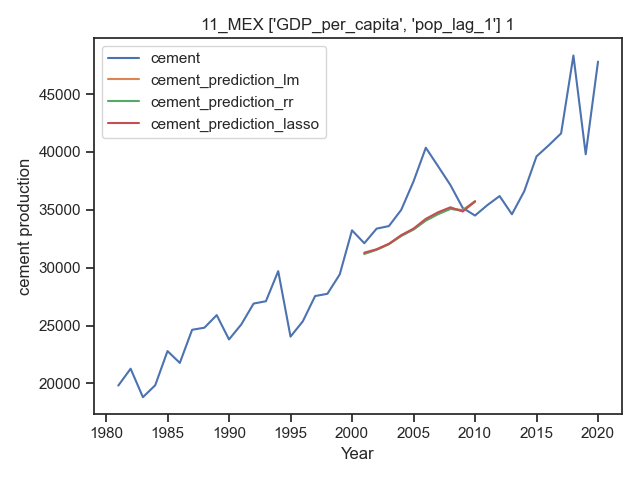 11_MEX ['GDP_per_capita', 'pop_lag_1'] 1
cement
cement_prediction_lm
cement_prediction_rr
cement_prediction_lasso
45000
40000
35000
30000
25000
20000
cement production
1980 1985 1990 1995 2000 2005 2010 2015 2020
Year